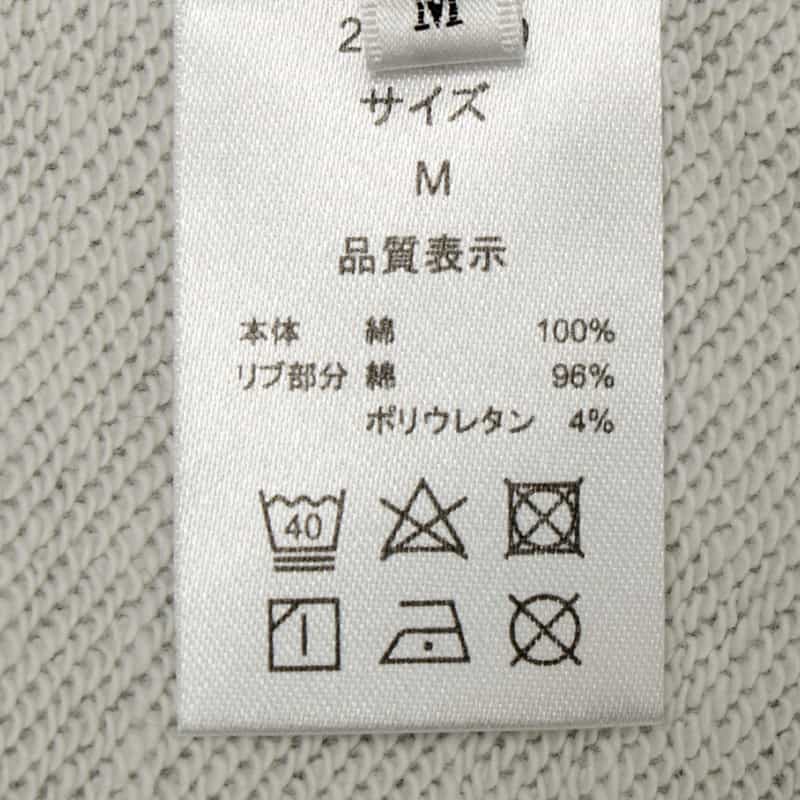 M
サイズ
M
品質表示
本体 綿 100%
リブ部分 綿 96%
ポリウレタン 4%
40